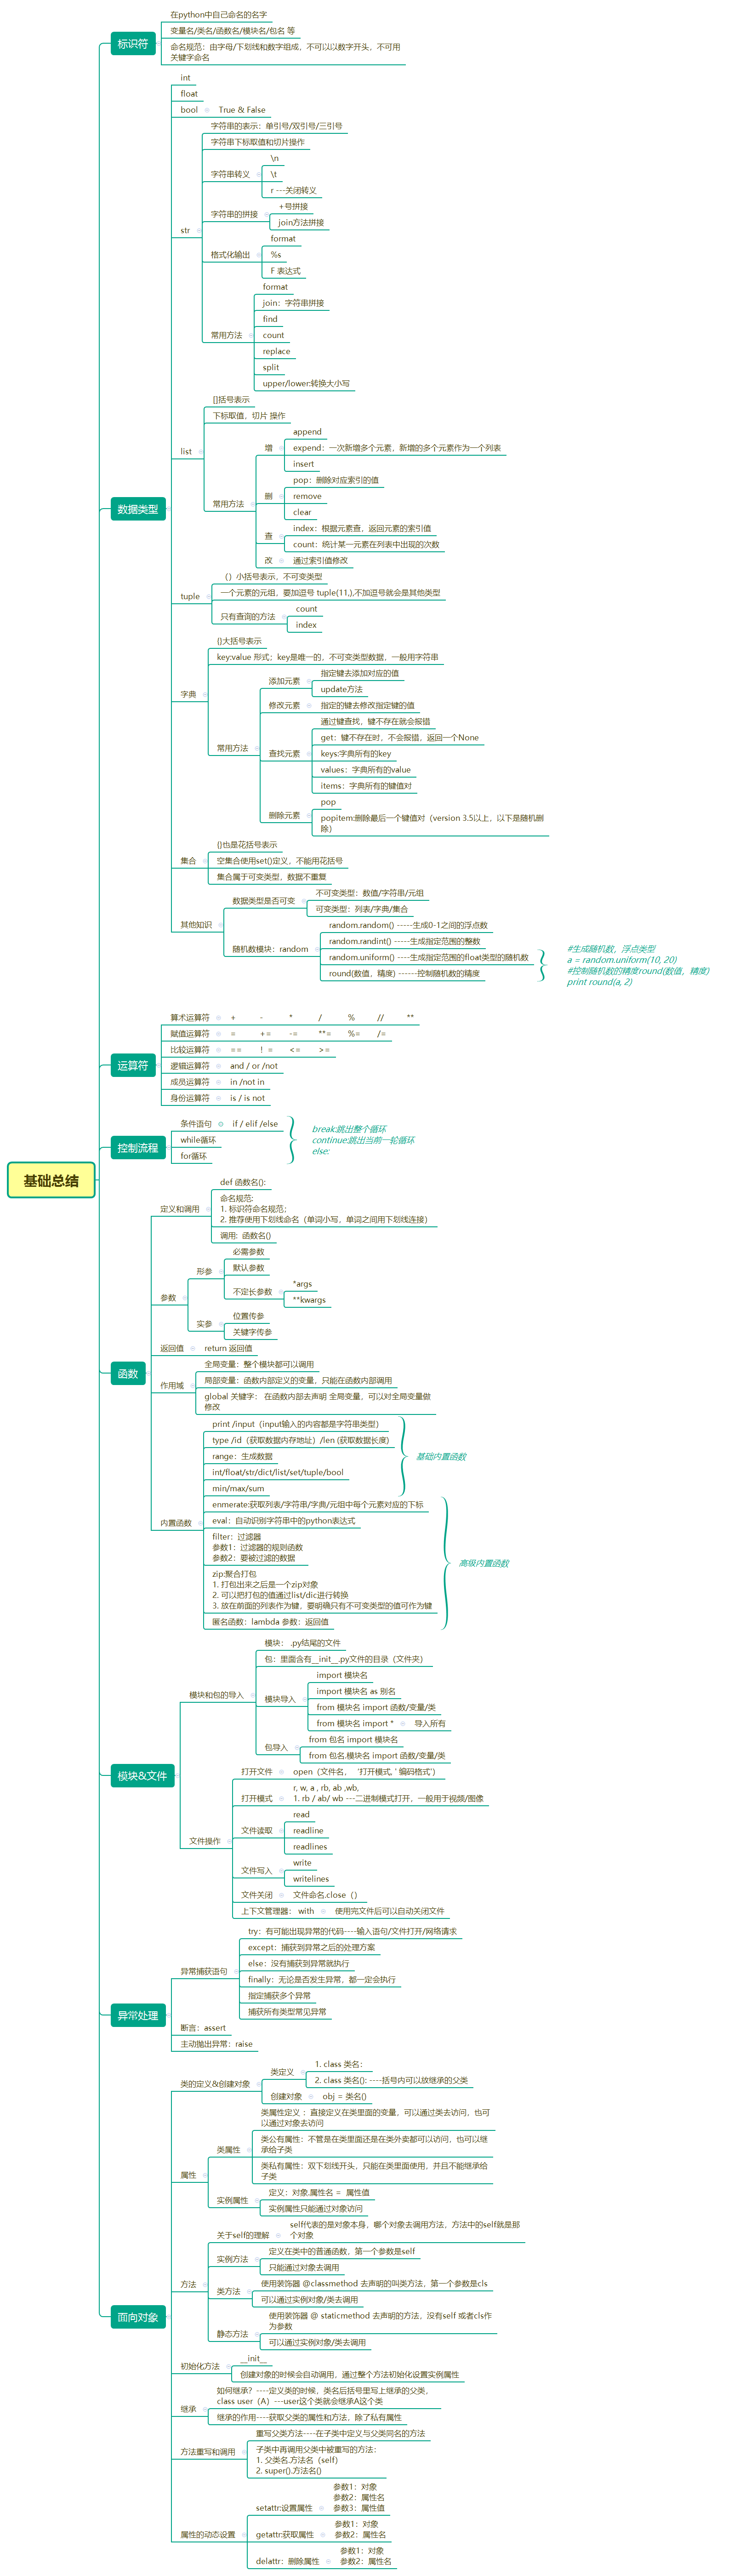 基础总结
标识符
在python中自己命名的名字
变量名/类名/函数名/模块名/包名 等
命名规范：由字母/下划线和数字组成，不可以以数字开头，不可用
关键字命名
数据类型
int
float
bool
True & False
str
字符串的表示：单引号/双引号/三引号
字符串下标取值和切片操作
字符串转义
\n
\t
r ---关闭转义
字符串的拼接
+号拼接
join方法拼接
格式化输出
format
%s
F 表达式
常用方法
format
join：字符串拼接
find
count
replace
split
upper/lower:转换大小写
list
[]括号表示
下标取值，切片 操作
常用方法
增
append
expend：一次新增多个元素，新增的多个元素作为一个列表
insert
删
pop：删除对应索引的值
remove
clear
查
index：根据元素查，返回元素的索引值
count：统计某一元素在列表中出现的次数
改
通过索引值修改
tuple
（）小括号表示，不可变类型
一个元素的元组，要加逗号 tuple(11,),不加逗号就会是其他类型
只有查询的方法
count
index
字典
{}大括号表示
key:value 形式；key是唯一的，不可变类型数据，一般用字符串
常用方法
添加元素
指定键去添加对应的值
update方法
修改元素
指定的键去修改指定键的值
查找元素
通过键查找，键不存在就会报错
get：键不存在时，不会报错，返回一个None
keys:字典所有的key
values：字典所有的value
items：字典所有的键值对
删除元素
pop
popitem:删除最后一个键值对（version 3.5以上，以下是随机删
除）
集合
{}也是花括号表示
空集合使用set()定义，不能用花括号
集合属于可变类型，数据不重复
其他知识
数据类型是否可变
不可变类型：数值/字符串/元组
可变类型：列表/字典/集合
随机数模块：random
random.random() -----生成0-1之间的浮点数
random.randint() -----生成指定范围的整数
random.uniform() ----生成指定范围的float类型的随机数
round(数值，精度) ------控制随机数的精度
#生成随机数，浮点类型
a = random.uniform(10, 20)
#控制随机数的精度round(数值，精度)
print round(a, 2)
运算符
算术运算符
+ - * / % // **
赋值运算符
= += -= **= %= /=
比较运算符
== ！= <= >=
逻辑运算符
and / or /not
成员运算符
in /not in
身份运算符
is / is not
控制流程
条件语句
if / elif /else
while循环
for循环
break:跳出整个循环
continue:跳出当前一轮循环
else:
函数
定义和调用
def 函数名():
命名规范:
1. 标识符命名规范；
2. 推荐使用下划线命名（单词小写，单词之间用下划线连接）
调用: 函数名()
参数
形参
必需参数
默认参数
不定长参数
*args
**kwargs
实参
位置传参
关键字传参
返回值
return 返回值
作用域
全局变量：整个模块都可以调用
局部变量：函数内部定义的变量，只能在函数内部调用
global 关键字： 在函数内部去声明 全局变量，可以对全局变量做
修改
内置函数
print /input（input输入的内容都是字符串类型）
type /id（获取数据内存地址）/len (获取数据长度)
range：生成数据
int/float/str/dict/list/set/tuple/bool
min/max/sum
基础内置函数
enmerate:获取列表/字符串/字典/元组中每个元素对应的下标
eval：自动识别字符串中的python表达式
filter：过滤器
参数1：过滤器的规则函数
参数2：要被过滤的数据
zip:聚合打包
1. 打包出来之后是一个zip对象
2. 可以把打包的值通过list/dic进行转换
3. 放在前面的列表作为键，要明确只有不可变类型的值可作为键
匿名函数：lambda 参数：返回值
高级内置函数
模块&文件
模块和包的导入
模块： .py结尾的文件
包：里面含有__init__.py文件的目录（文件夹）
模块导入
import 模块名
import 模块名 as 别名
from 模块名 import 函数/变量/类
from 模块名 import *
导入所有
包导入
from 包名 import 模块名
from 包名.模块名 import 函数/变量/类
文件操作
打开文件
open（文件名， '打开模式, ' 编码格式'）
打开模式
r, w, a , rb, ab ,wb,
1. rb / ab/ wb ---二进制模式打开，一般用于视频/图像
文件读取
read
readline
readlines
文件写入
write
writelines
文件关闭
文件命名.close（）
上下文管理器： with
使用完文件后可以自动关闭文件
异常处理
异常捕获语句
try：有可能出现异常的代码----输入语句/文件打开/网络请求
except：捕获到异常之后的处理方案
else：没有捕获到异常就执行
finally：无论是否发生异常，都一定会执行
指定捕获多个异常
捕获所有类型常见异常
断言：assert
主动抛出异常：raise
面向对象
类的定义&创建对象
类定义
1. class 类名：
2. class 类名(): ----括号内可以放继承的父类
创建对象
obj = 类名()
属性
类属性
类属性定义 ：直接定义在类里面的变量，可以通过类去访问，也可
以通过对象去访问
类公有属性：不管是在类里面还是在类外卖都可以访问，也可以继
承给子类
类私有属性：双下划线开头，只能在类里面使用，并且不能继承给
子类
实例属性
定义：对象.属性名 = 属性值
实例属性只能通过对象访问
方法
关于self的理解
self代表的是对象本身，哪个对象去调用方法，方法中的self就是那
个对象
实例方法
定义在类中的普通函数，第一个参数是self
只能通过对象去调用
类方法
使用装饰器 @classmethod 去声明的叫类方法，第一个参数是cls
可以通过实例对象/类去调用
静态方法
使用装饰器 @ staticmethod 去声明的方法，没有self 或者cls作
为参数
可以通过实例对象/类去调用
初始化方法
__init__
创建对象的时候会自动调用，通过整个方法初始化设置实例属性
继承
如何继承？----定义类的时候，类名后括号里写上继承的父类，
class user（A）---user这个类就会继承A这个类
继承的作用----获取父类的属性和方法，除了私有属性
方法重写和调用
重写父类方法----在子类中定义与父类同名的方法
子类中再调用父类中被重写的方法：
1. 父类名.方法名（self）
2. super().方法名()
属性的动态设置
setattr:设置属性
参数1：对象
参数2：属性名
参数3：属性值
getattr:获取属性
参数1：对象
参数2：属性名
delattr：删除属性
参数1：对象
参数2：属性名